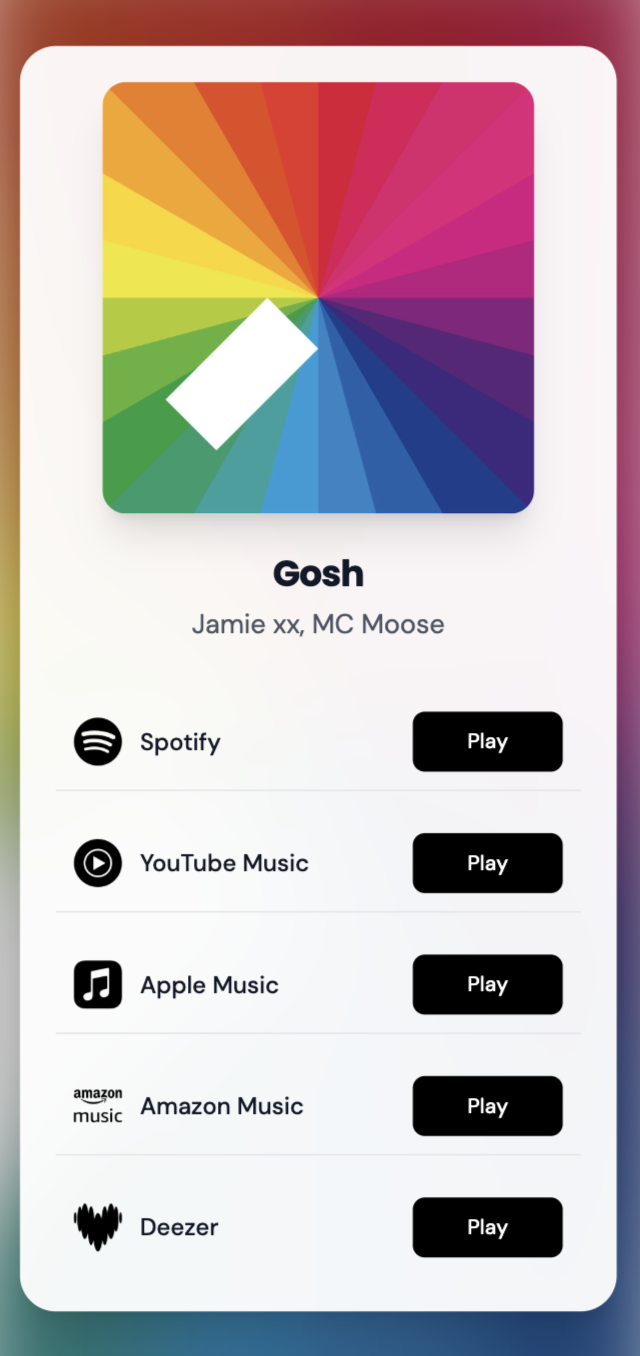 Gosh
Jamie xx, MC Moose
Spotify
Play
YouTube Music
Play
Apple Music
Play
amazon
music
Amazon Music
Play
Deezer
Play